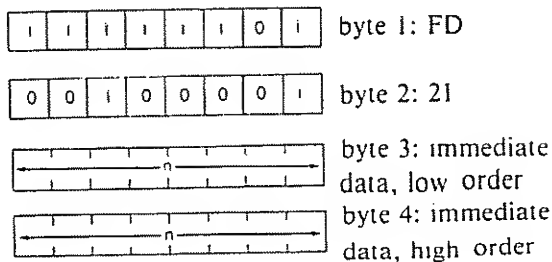 1 1 1 1 1 1 0 1 byte 1: FD
0 0 1 0 0 0 0 1 byte 2: 21
n byte 3: immediate
data, low order
n byte 4: immediate
data, high order